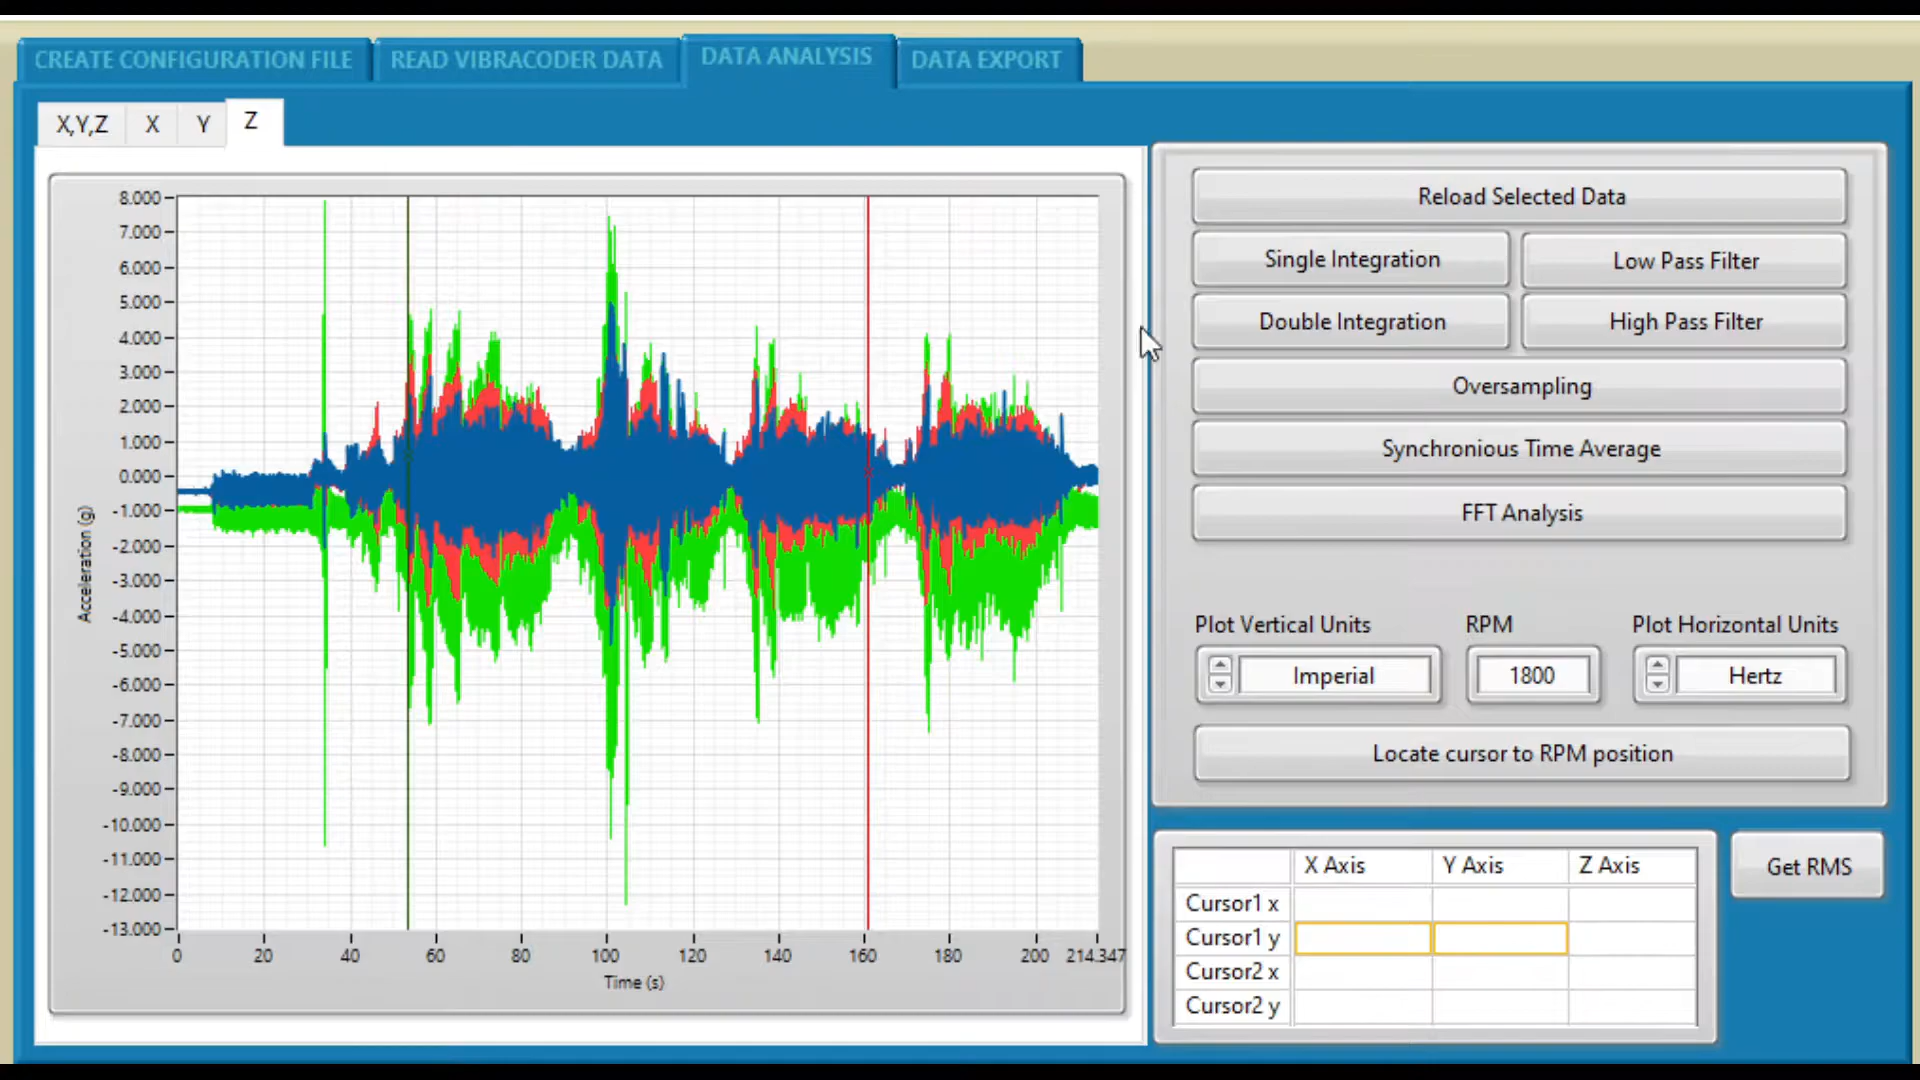 CREATE CONFIGURATION FILE READ VIBRACODER DATA DATA ANALYSIS DATA EXPORT
X,Y,Z X Y Z
8.000
7.000
6.000
5.000
4.000
3.000
2.000
1.000
0.000
-1.000
-2.000
-3.000
-4.000
-5.000
-6.000
-7.000
-8.000
-9.000
-10.000
-11.000
-12.000
-13.000
Acceleration (g)
0 20 40 60 80 100 120 140 160 180 200 214.347
Time (s)
Reload Selected Data
Single Integration Low Pass Filter
Double Integration High Pass Filter
Oversampling
Synchronious Time Average
FFT Analysis
Plot Vertical Units RPM Plot Horizontal Units
Imperial 1800 Hertz
Locate cursor to RPM position
X Axis Y Axis Z Axis
Cursor1 x
Cursor1 y
Cursor2 x
Cursor2 y
Get RMS